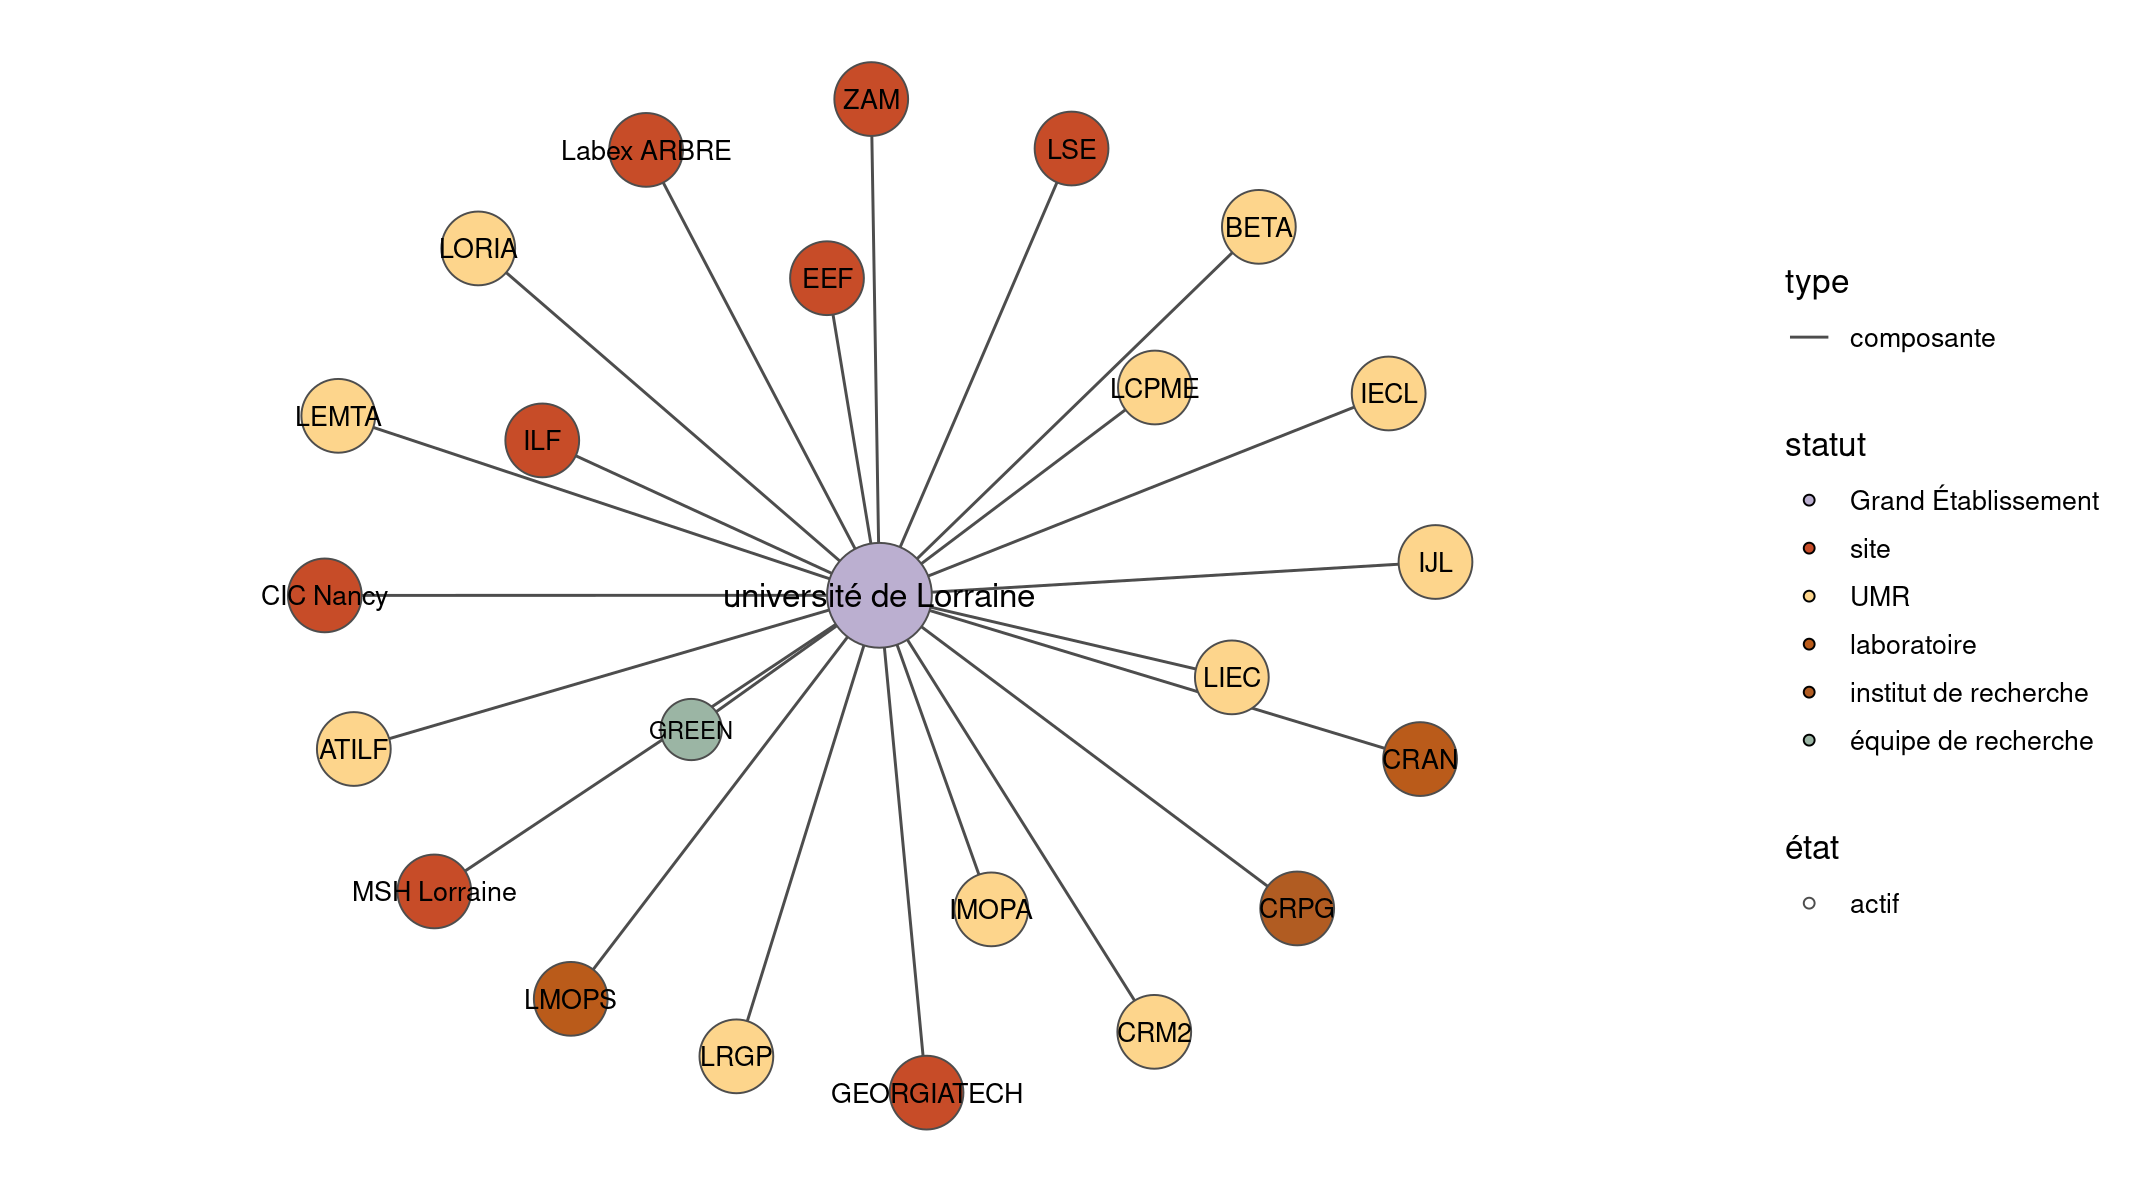 ZAM
LSE
Labex ARBRE
BETA
LORIA
EEF
LCPME
IECL
LEMTA
ILF
IJL
CIC Nancy
université de Lorraine
LIEC
GREEN
ATILF
CRAN
MSH Lorraine
IMOPA
CRPG
LMOPS
CRM2
LRGP
GEORGIATECH
type
composante
statut
Grand Établissement
site
UMR
laboratoire
institut de recherche
équipe de recherche
état
actif